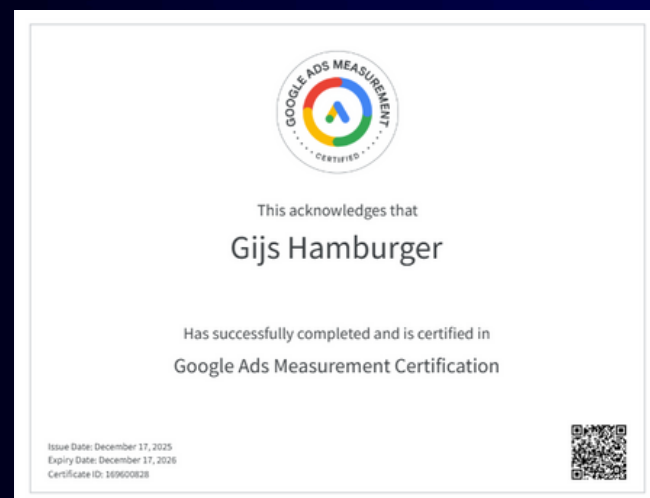 GOOGLE ADS MEASUREMENT
CERTIFIED
This acknowledges that
Gijs Hamburger
Has successfully completed and is certified in
Google Ads Measurement Certification
Issue Date: December 17, 2025
Expiry Date: December 17, 2026
Certificate ID: 169600828